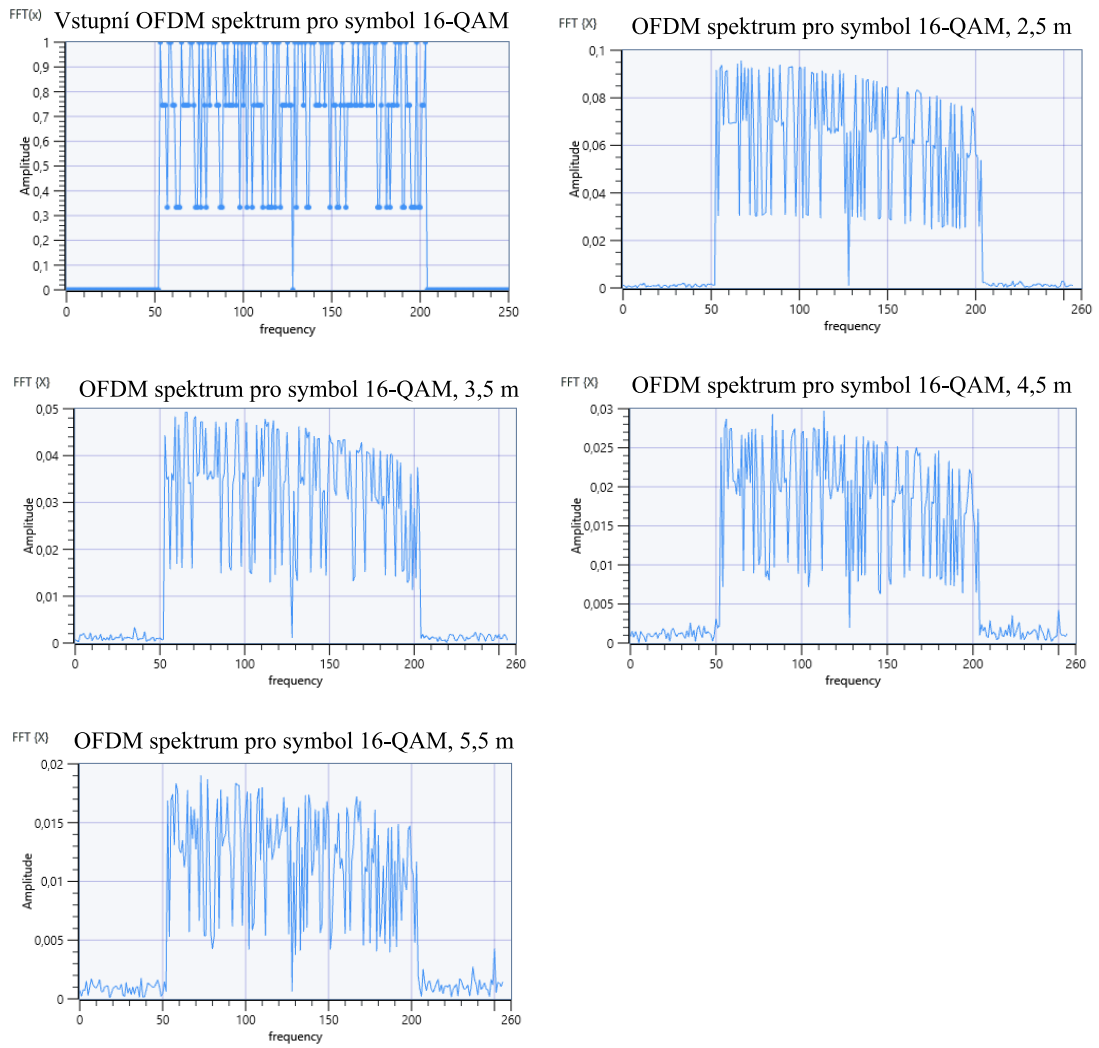 FFT(x)
Vstupní OFDM spektrum pro symbol 16-QAM
1
0,9
0,8
0,7
0,6
0,5
0,4
0,3
0,2
0,1
0
Amplitude
0 50 100 150 200 250
frequency
FFT {X}
OFDM spektrum pro symbol 16-QAM, 2,5 m
0,1
0,08
0,06
0,04
0,02
0
Amplitude
0 50 100 150 200 260
frequency
FFT {X}
OFDM spektrum pro symbol 16-QAM, 3,5 m
0,05
0,04
0,03
0,02
0,01
0
Amplitude
0 50 100 150 200 260
frequency
FFT {X}
OFDM spektrum pro symbol 16-QAM, 4,5 m
0,03
0,025
0,02
0,015
0,01
0,005
0
Amplitude
0 50 100 150 200 260
frequency
FFT {X}
OFDM spektrum pro symbol 16-QAM, 5,5 m
0,02
0,015
0,01
0,005
0
Amplitude
0 50 100 150 200 260
frequency